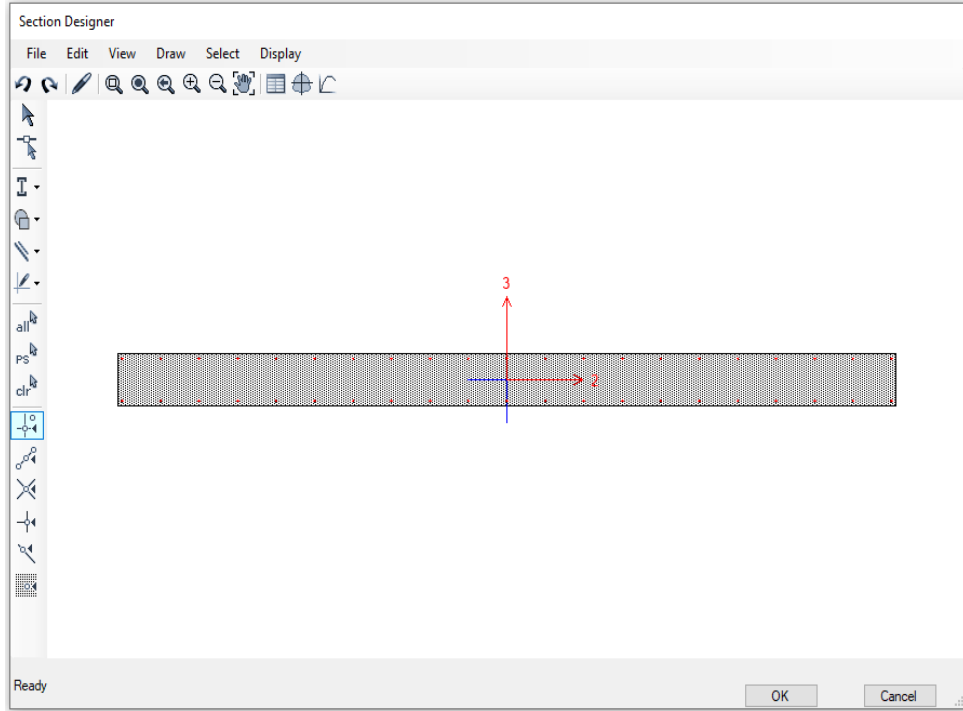 Section Designer
File Edit View Draw Select Display
all
PS
clr
3
2
Ready
OK Cancel